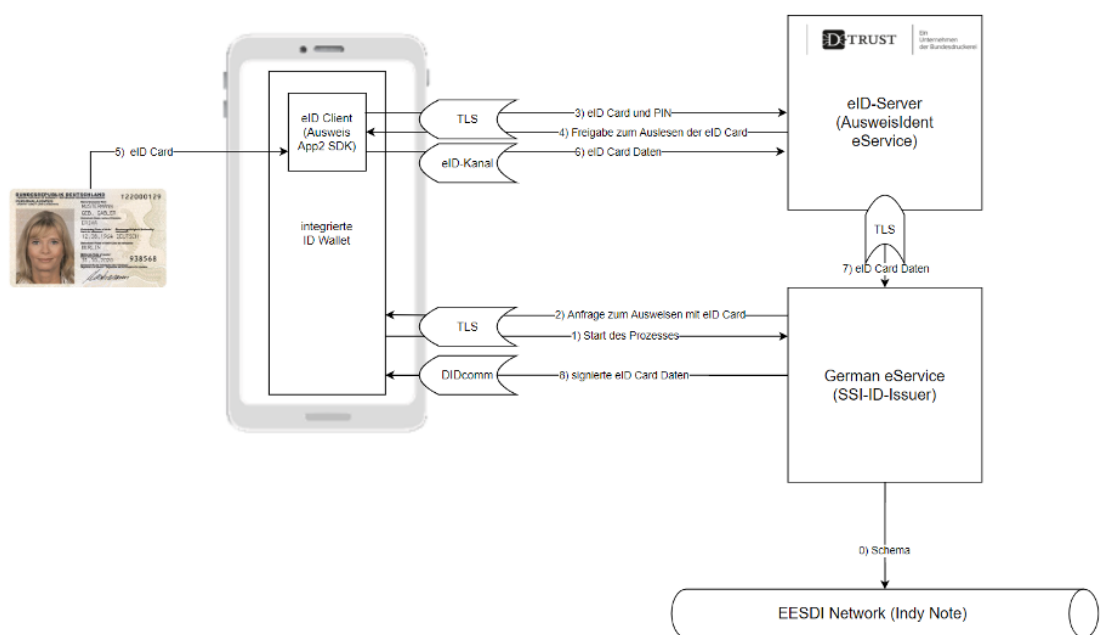 D TRUST
Ein
Unternehmen
der Bundesdruckerei
eID-Server
(AusweisIdent
eService)
eID Client
(Ausweis
App2 SDK)
TLS
3) eID Card und PIN
4) Freigabe zum Auslesen der eID Card
eID-Kanal
6) eID Card Daten
5) eID Card
BUNDESREPUBLIK DEUTSCHLAND
122000129
GEB. GABLER
ERIKA
12.08.1964 DEUTSCH
BERLIN
938568
integrierte
ID Wallet
TLS
7) eID Card Daten
2) Anfrage zum Ausweisen mit eID Card
TLS
1) Start des Prozesses
DIDcomm
8) signierte eID Card Daten
German eService
(SSI-ID-Issuer)
0) Schema
EESDI Network (Indy Note)